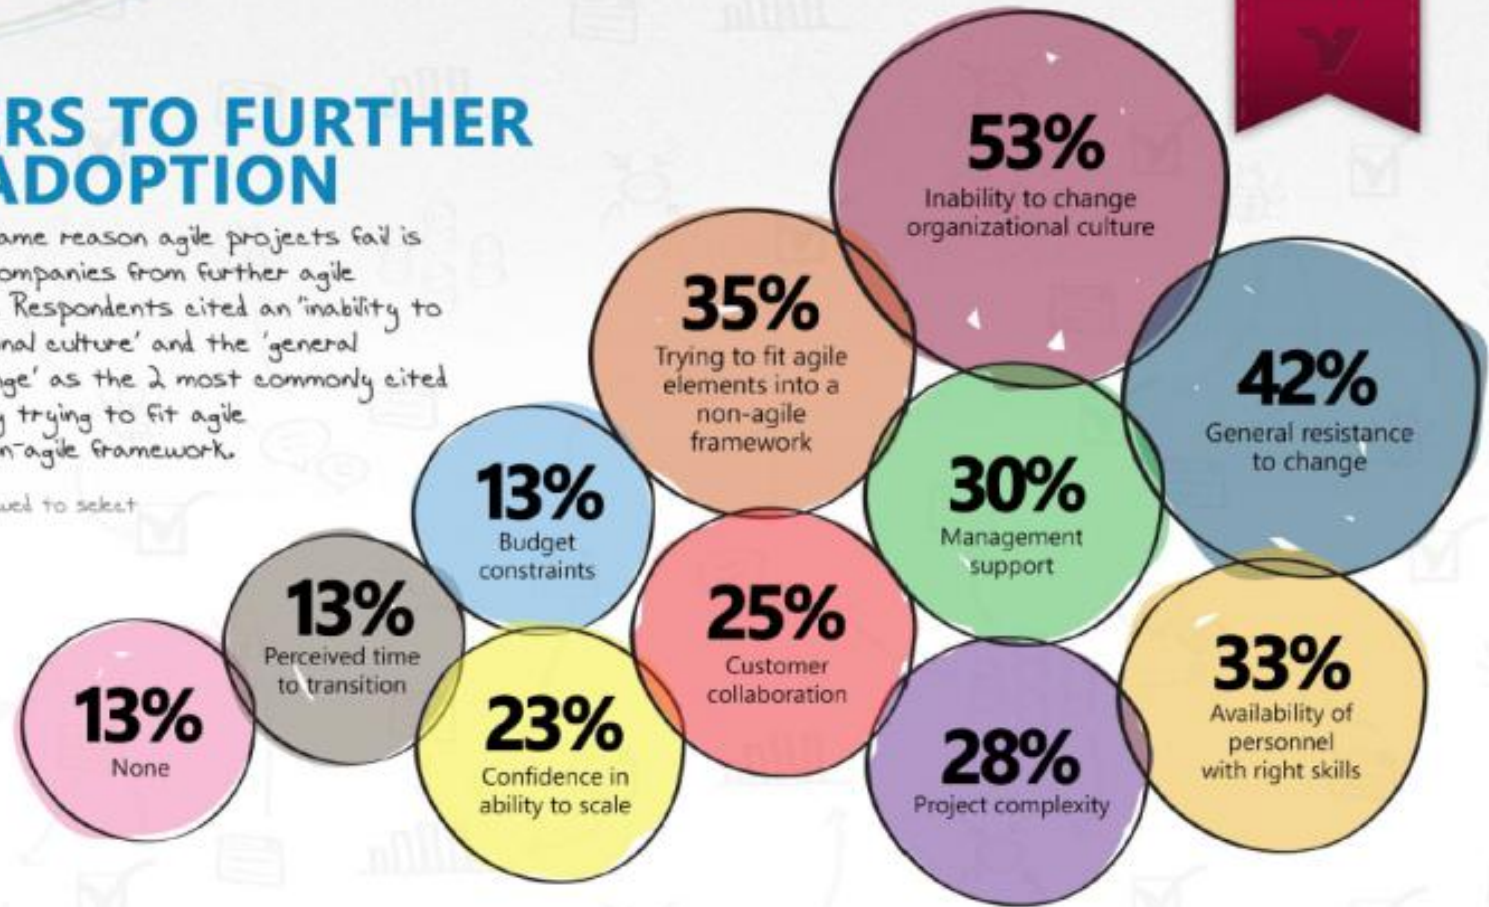 RS TO FURTHER
ADOPTION
ame reason agile projects fail is
ompanies from further agile
Respondents cited an 'inability to
nal culture' and the 'general
ge' as the 2 most commonly cited
trying to fit agile
n-agile framework.
wed to select
53%
Inability to change
organizational culture
35%
Trying to fit agile
elements into a
non-agile
framework
42%
General resistance
to change
13%
Budget
constraints
30%
Management
support
13%
Perceived time
to transition
25%
Customer
collaboration
33%
Availability of
personnel
with right skills
13%
None
23%
Confidence in
ability to scale
28%
Project complexity